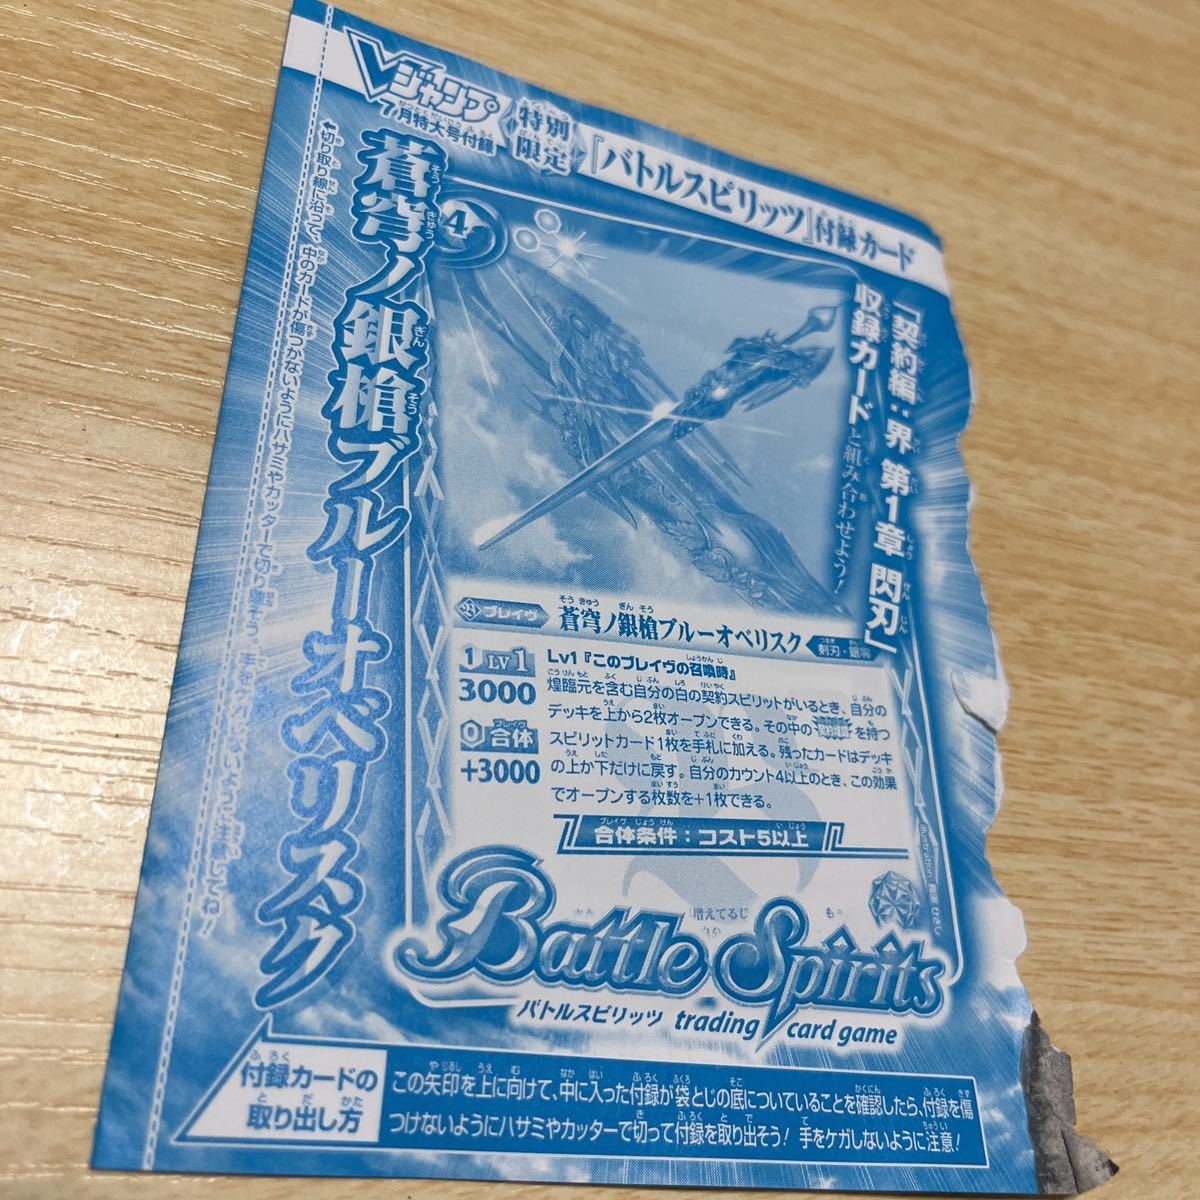 Vジャンプ
7月特大号付録
特別
限定
『バトルスピリッツ』付録カード
「契約編:界 第1章 閃刃」
収録カードと組み合わせよう!
蒼穹ノ銀槍ブルーオベリスク
←切り取り線に沿って、中のカードが傷つかないようにハサミやカッターで切り離そう。
4
ブレイヴ
蒼穹ノ銀槍ブルーオベリスク
剣刃・銀零
1 LV1
3000
0 合体
+3000
Lv1『このブレイヴの召喚時』
煌臨元を含む自分の白の契約スピリットがいるとき、自分の
デッキを上から2枚オープンできる。その中の を持つ
スピリットカード1枚を手札に加える。残ったカードはデッキ
の上か下だけに戻す。自分のカウント4以上のとき、この効果
でオープンする枚数を+1枚できる。
合体条件:コスト5以上
Battle Spirits
バトルスピリッツ trading card game
付録カードの
取り出し方
この矢印を上に向けて、中に入った付録が袋とじの底についていることを確認したら、付録を傷
つけないようにハサミやカッターで切って付録を取り出そう! 手をケガしないように注意!